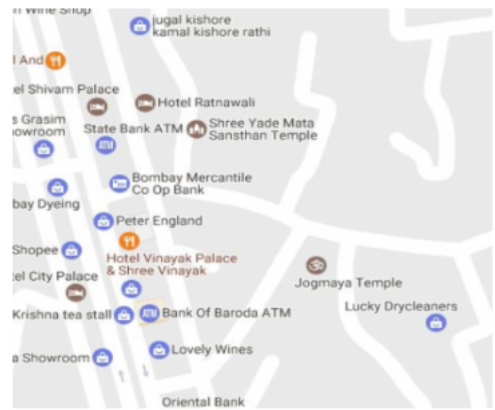 Wine Shop
jugal kishore
kamal kishore rathi
And
Shivam Palace
Hotel Ratnawali
s Grasim
State Bank ATM
Shree Yade Mata
Sansthan Temple
owroom
ATM
Bombay Mercantile
Co Op Bank
bay Dyeing
Peter England
Shopee
Hotel Vinayak Palace
& Shree Vinayak
el City Palace
Jogmaya Temple
Lucky Drycleaners
Krishna tea stall
ATM
Bank Of Baroda ATM
a Showroom
Lovely Wines
Oriental Bank